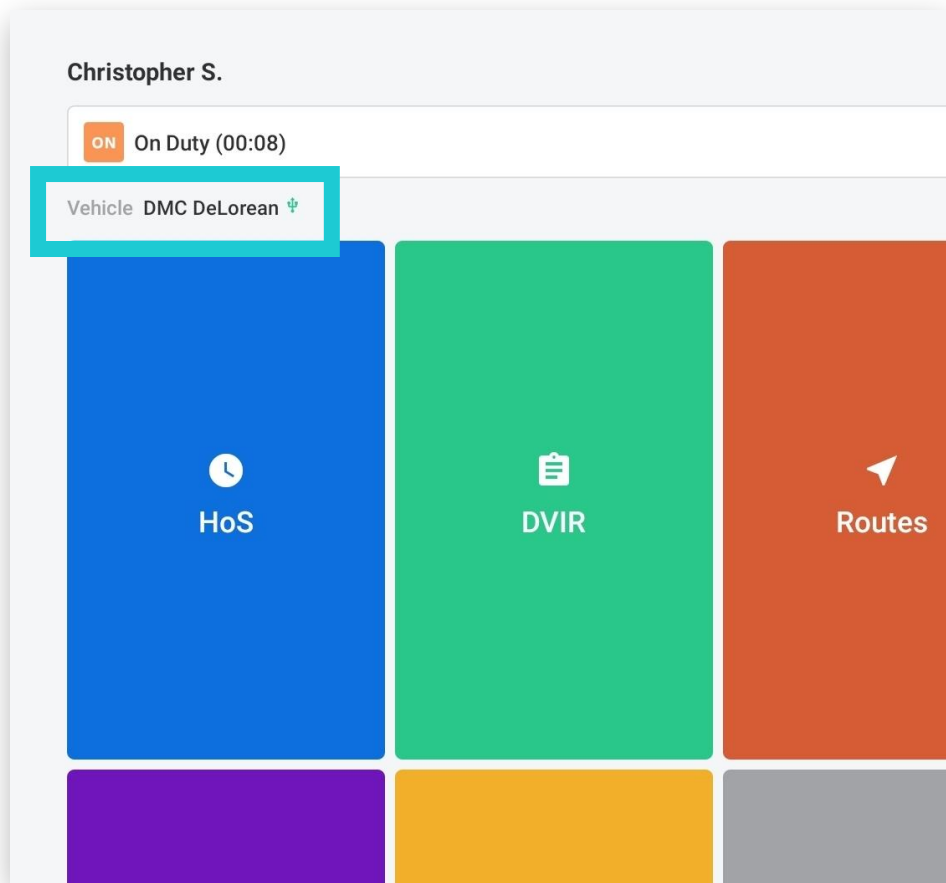 Christopher S.
ON On Duty (00:08)
Vehicle DMC DeLorean
HoS
DVIR
Routes